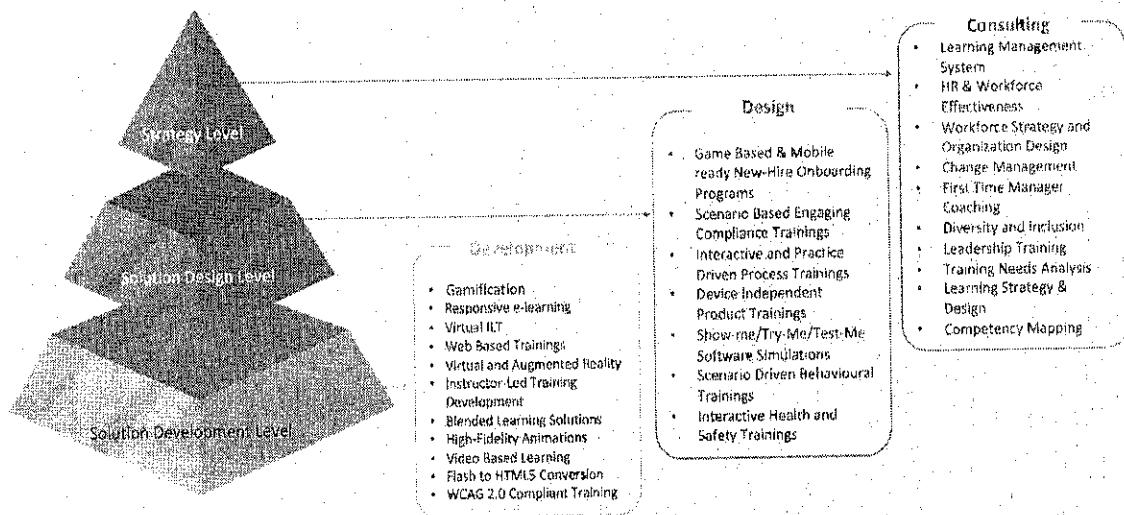 Strategy Level
Solution Design Level
Solution Development Level
Development
• Gamification
• Responsive e-learning
• Virtual ILT
• Web Based Trainings
• Virtual and Augmented Reality
• Instructor-Led Training
Development
• Blended Learning Solutions
• High-Fidelity Animations
• Video Based Learning
• Flash to HTML5 Conversion
• WCAG 2.0 Compliant Training
Design
• Game Based & Mobile
ready New-Hire Onboarding
Programs
• Scenario Based Engaging
Compliance Trainings
• Interactive and Practice
Driven Process Trainings
• Device Independent
Product Trainings
• Show-me/Try-Me/Test-Me
Software Simulations
• Scenario Driven Behavioural
Trainings
• Interactive Health and
Safety Trainings
Consulting
• Learning Management
System
• HR & Workforce
Effectiveness
• Workforce Strategy and
Organization Design
• Change Management
• First Time Manager
Coaching
• Diversity and Inclusion
• Leadership Training
• Training Needs Analysis
• Learning Strategy &
Design
• Competency Mapping